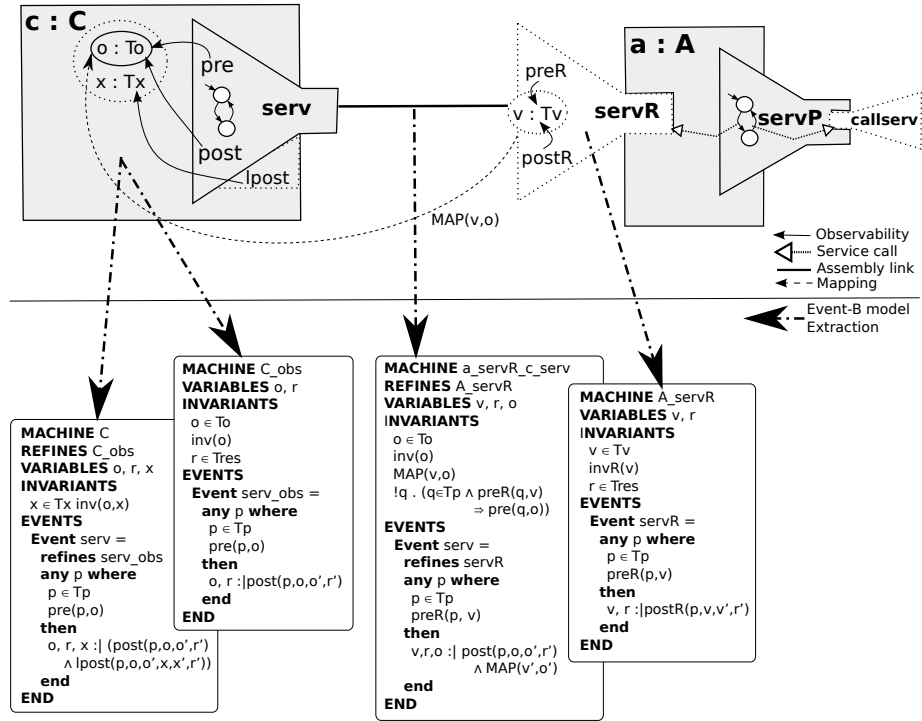 c : C
o : To
x : Tx
pre
serv
post
lpost
MAP(v,o)
preR
v : Tv
postR
servR
a : A
servP
callserv
Observability
Service call
Assembly link
Mapping
Event-B model
Extraction
MACHINE C
REFINES C_obs
VARIABLES o, r, x
INVARIANTS
x ∈ Tx inv(o,x)
EVENTS
Event serv =
refines serv_obs
any p where
p ∈ Tp
pre(p,o)
then
o, r, x :| (post(p,o,o',r')
∧ lpost(p,o,o',x,x',r'))
end
END
MACHINE C_obs
VARIABLES o, r
INVARIANTS
o ∈ To
inv(o)
r ∈ Tres
EVENTS
Event serv_obs =
any p where
p ∈ Tp
pre(p,o)
then
o, r :|post(p,o,o',r')
end
END
MACHINE a_servR_c_serv
REFINES A_servR
VARIABLES v, r, o
INVARIANTS
o ∈ To
inv(o)
MAP(v,o)
!q . (q∈Tp ∧ preR(q,v)
⇒ pre(q,o))
EVENTS
Event serv =
refines servR
any p where
p ∈ Tp
preR(p, v)
then
v,r,o :| post(p,o,o',r')
∧ MAP(v',o')
end
END
MACHINE A_servR
VARIABLES v, r
INVARIANTS
v ∈ Tv
invR(v)
r ∈ Tres
EVENTS
Event servR =
any p where
p ∈ Tp
preR(p,v)
then
v, r :|postR(p,v,v',r')
end
END